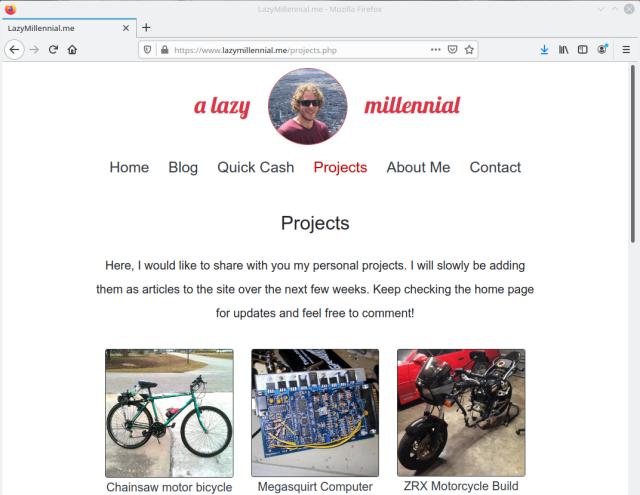 LazyMillennial.me - Mozilla Firefox
LazyMillennial.me
https://www.lazymillennial.me/projects.php
a lazy millennial
Home Blog Quick Cash Projects About Me Contact
Projects
Here, I would like to share with you my personal projects. I will slowly be adding
them as articles to the site over the next few weeks. Keep checking the home page
for updates and feel free to comment!
Chainsaw motor bicycle Megasquirt Computer ZRX Motorcycle Build